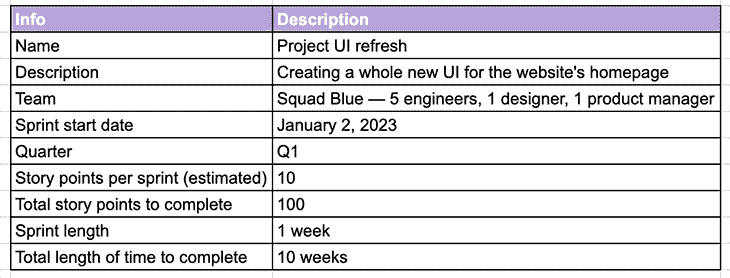 Info Description
Name Project UI refresh
Description Creating a whole new UI for the website's homepage
Team Squad Blue — 5 engineers, 1 designer, 1 product manager
Sprint start date January 2, 2023
Quarter Q1
Story points per sprint (estimated) 10
Total story points to complete 100
Sprint length 1 week
Total length of time to complete 10 weeks